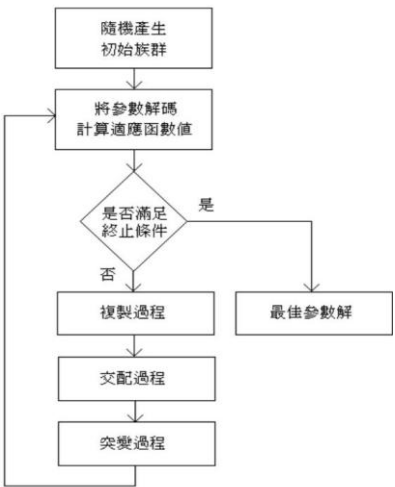 隨機產生
初始族群
將參數解碼
計算適應函數值
是否滿足
終止條件
是
否
複製過程
最佳參數解
交配過程
突變過程